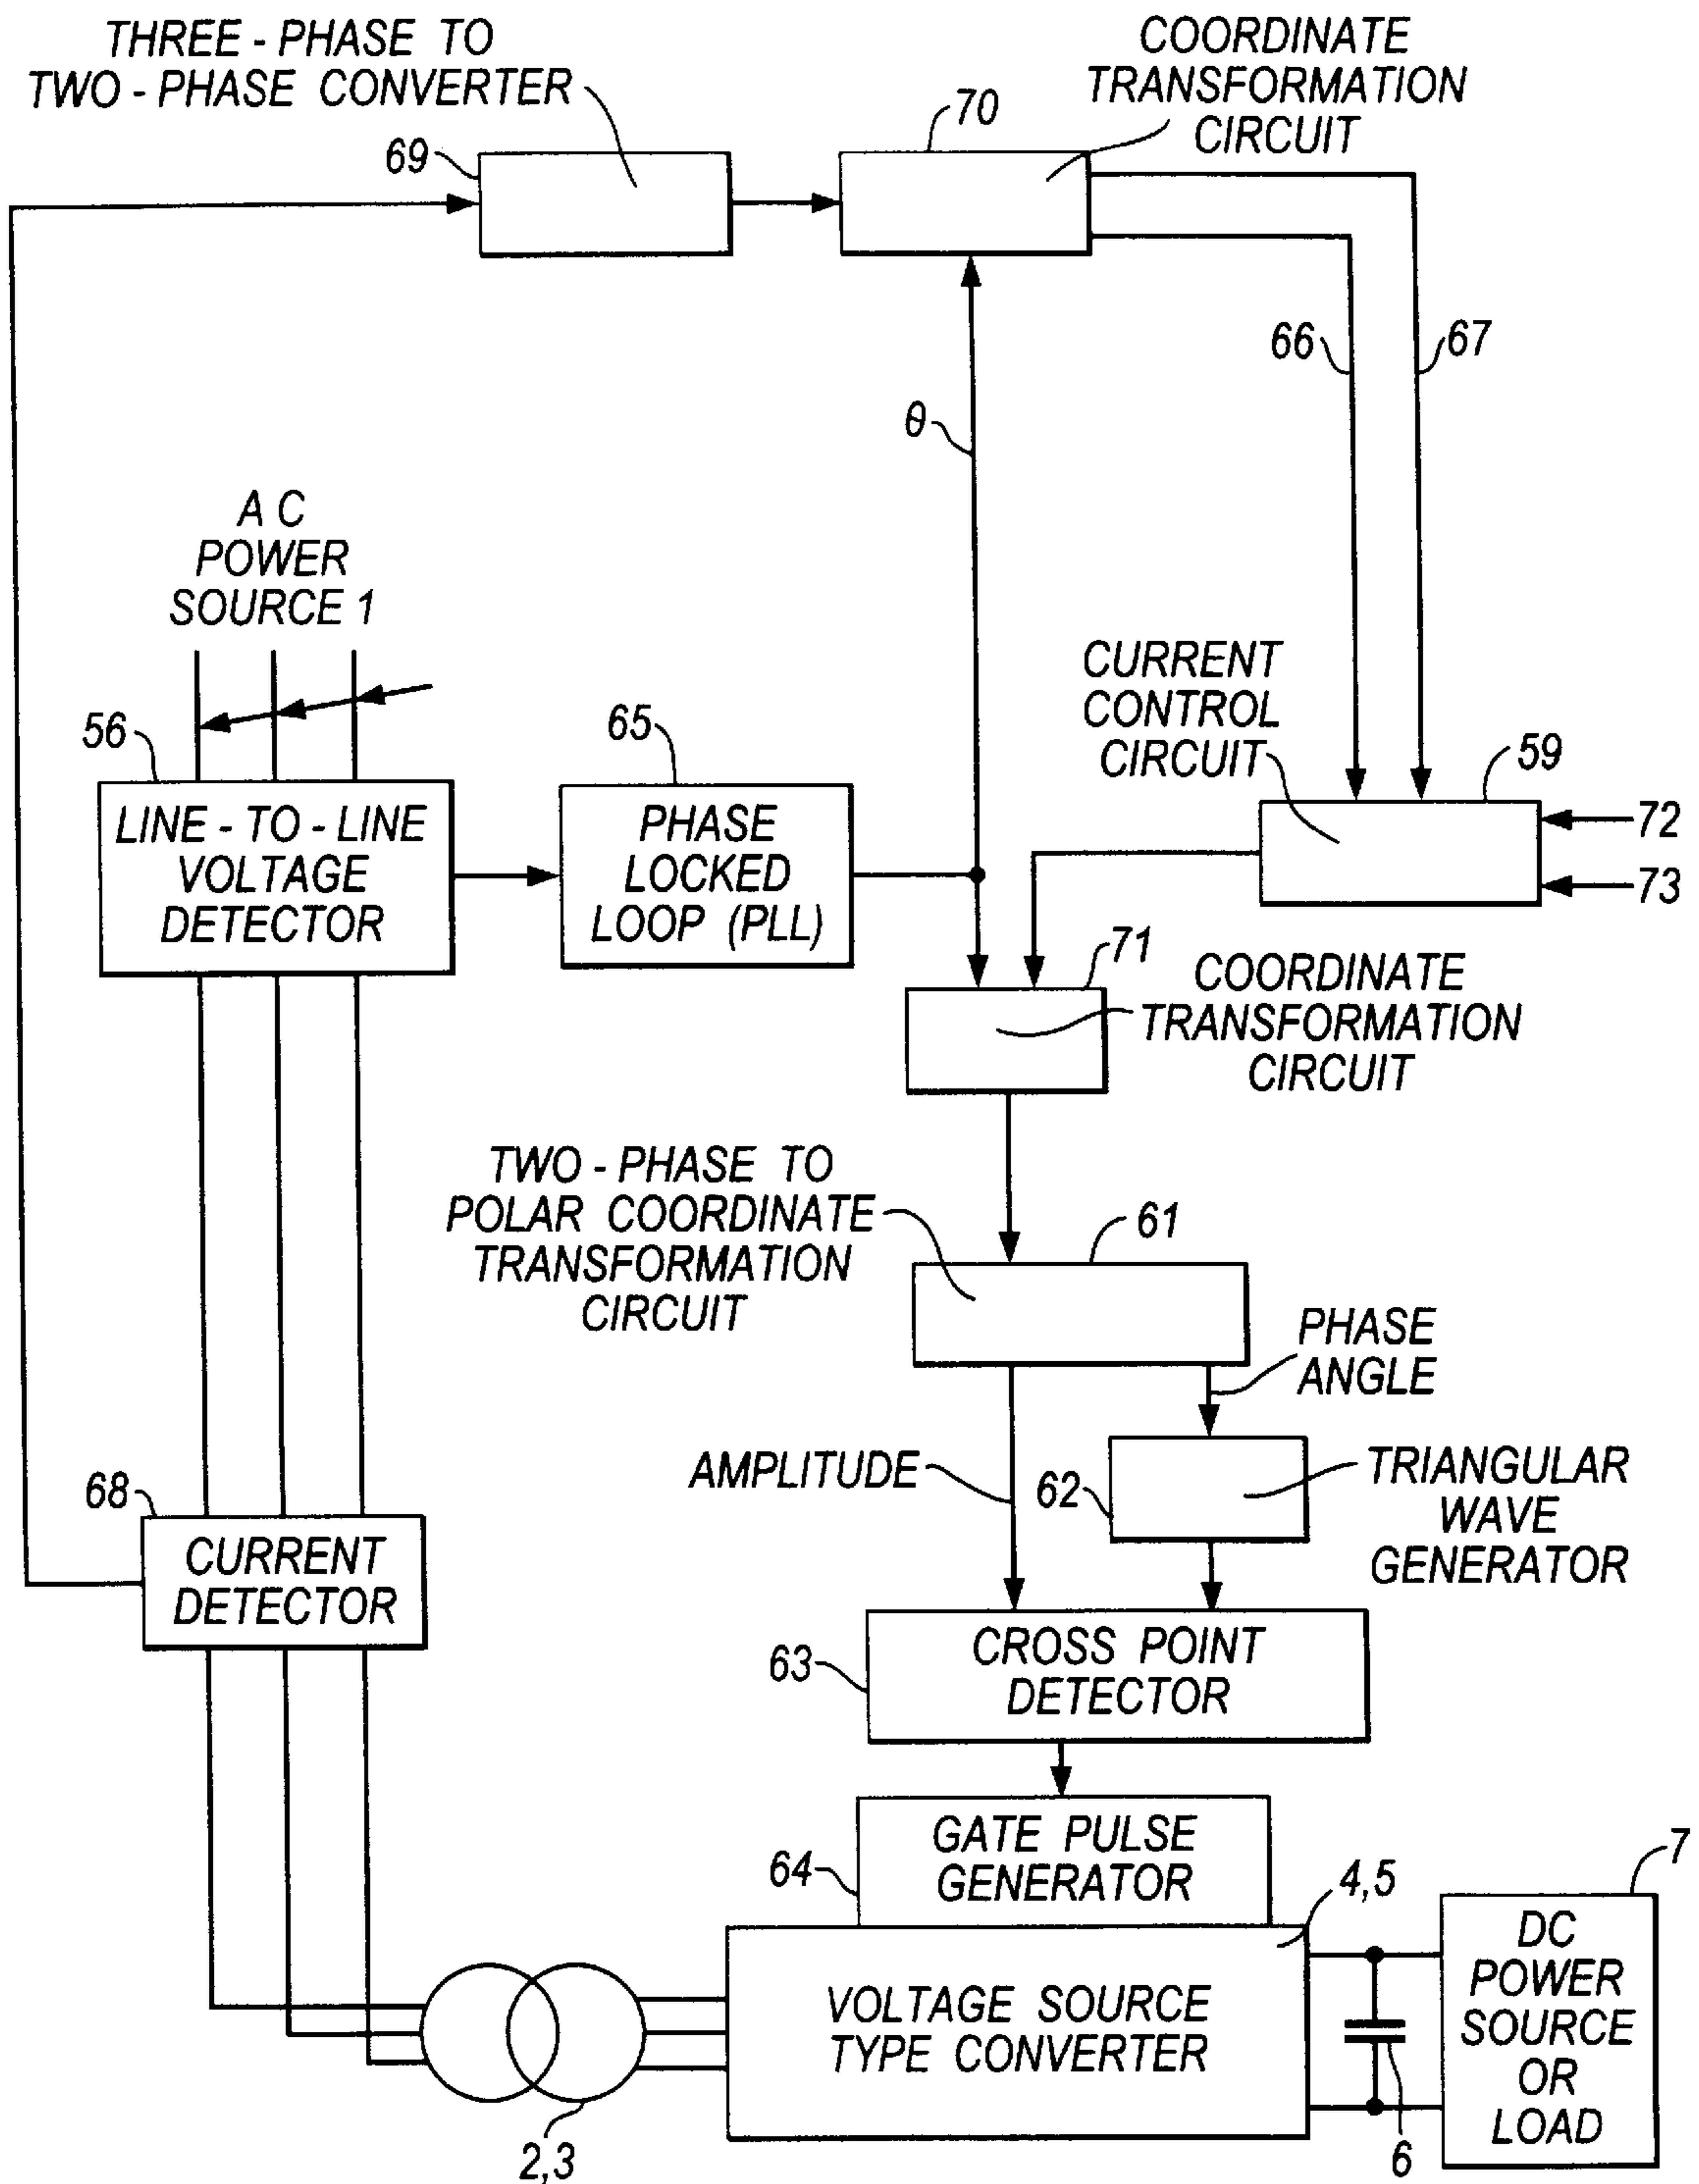 THREE - PHASE TO
TWO - PHASE CONVERTER
COORDINATE
TRANSFORMATION
CIRCUIT
69
70
66
67
θ
A C
POWER
SOURCE 1
CURRENT
CONTROL
CIRCUIT
56
65
59
LINE - TO - LINE
VOLTAGE
DETECTOR
PHASE
LOCKED
LOOP (PLL)
72
73
71
COORDINATE
TRANSFORMATION
CIRCUIT
TWO - PHASE TO
POLAR COORDINATE
TRANSFORMATION
CIRCUIT
61
PHASE
ANGLE
AMPLITUDE
62
TRIANGULAR
WAVE
GENERATOR
68
CURRENT
DETECTOR
63
CROSS POINT
DETECTOR
64
GATE PULSE
GENERATOR
4,5
7
VOLTAGE SOURCE
TYPE CONVERTER
DC
POWER
SOURCE
OR
LOAD
2,3
6